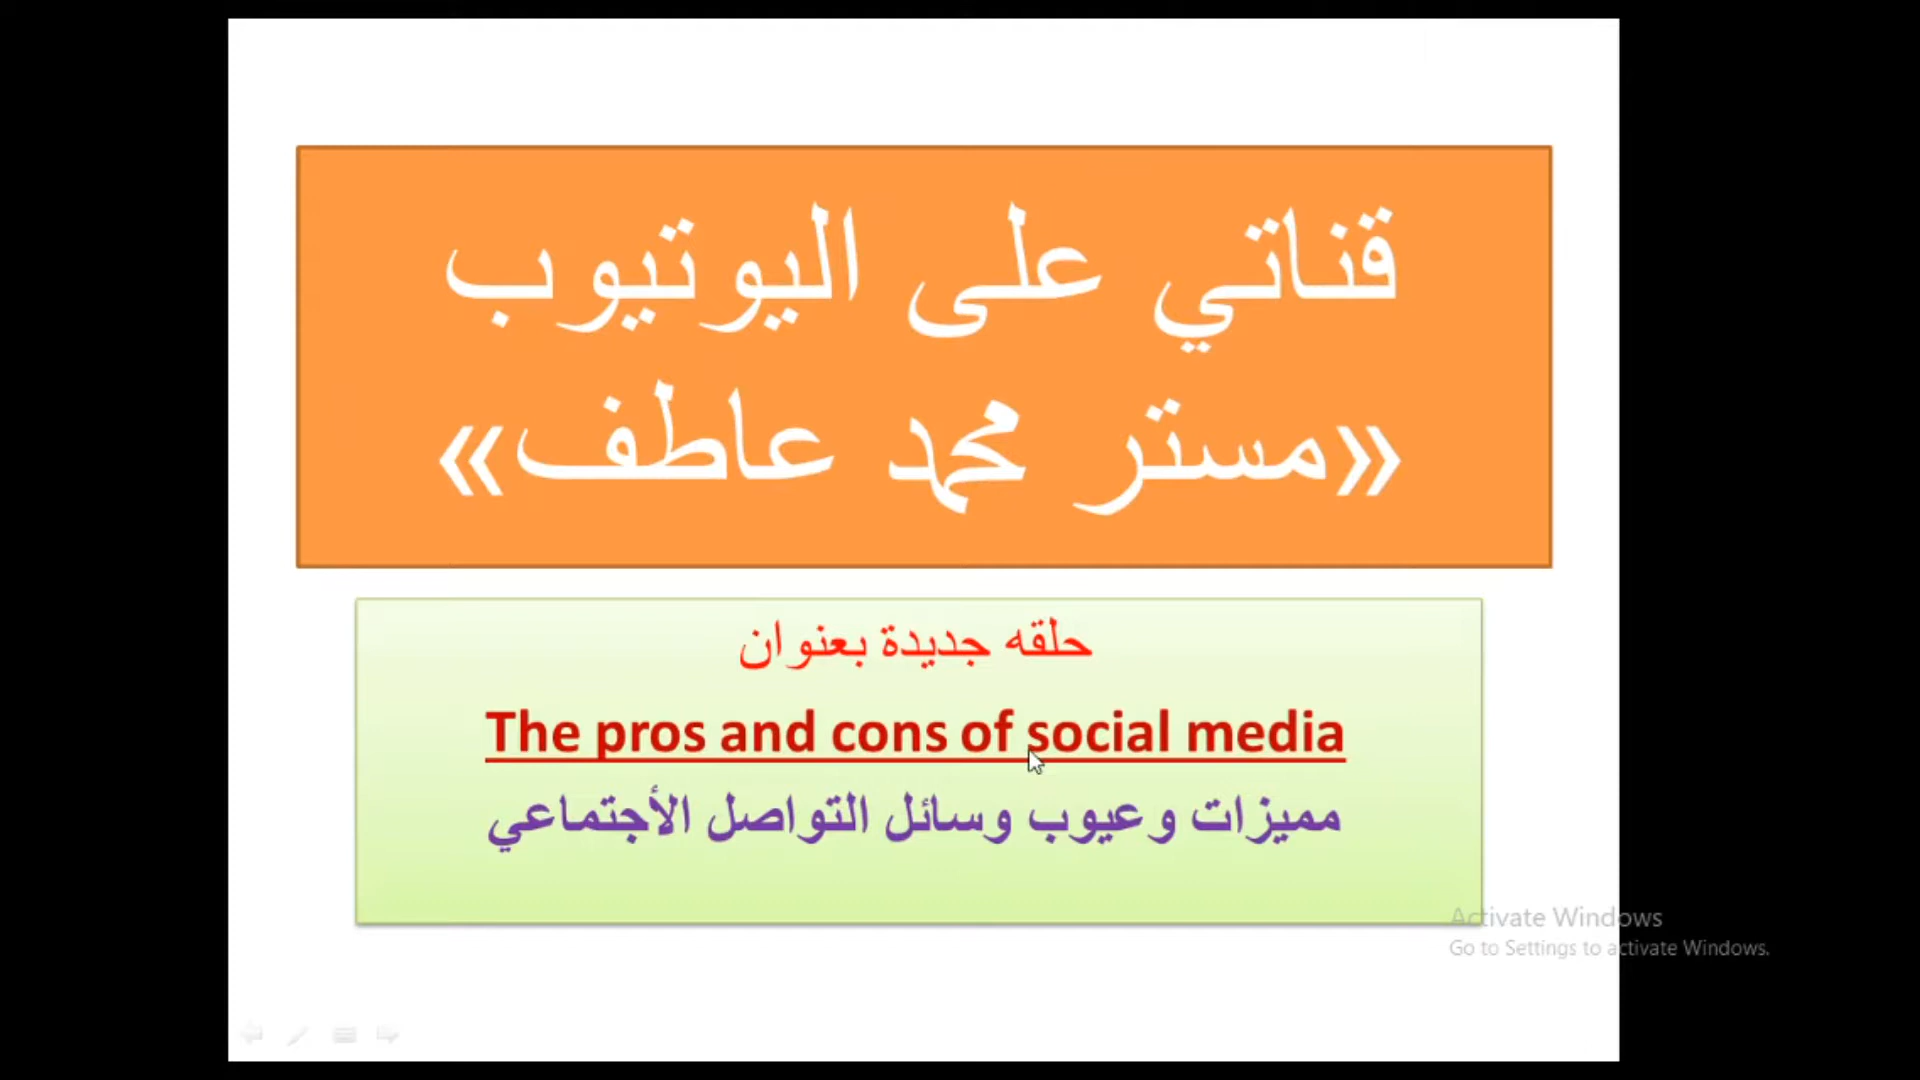 قناتي على اليوتيوب
«مستر محمد عاطف»
حلقه جديدة بعنوان
The pros and cons of social media
مميزات وعيوب وسائل التواصل الأجتماعي
Activate Windows
Go to Settings to activate Windows.